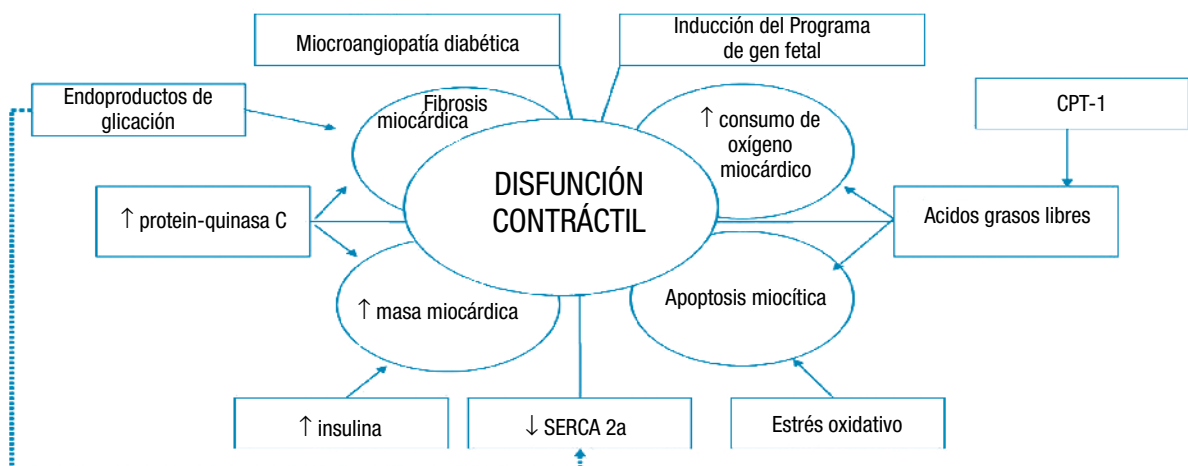 Miocroangiopatía diabética
Inducción del Programa
de gen fetal
Endoproductos de
glicación
Fibrosis
miocárdica
↑ consumo de
oxígeno
miocárdico
CPT-1
DISFUNCIÓN
CONTRÁCTIL
↑ protein-quinasa C
Acidos grasos libres
↑ masa miocárdica
Apoptosis miocítica
↑ insulina
↓ SERCA 2a
Estrés oxidativo